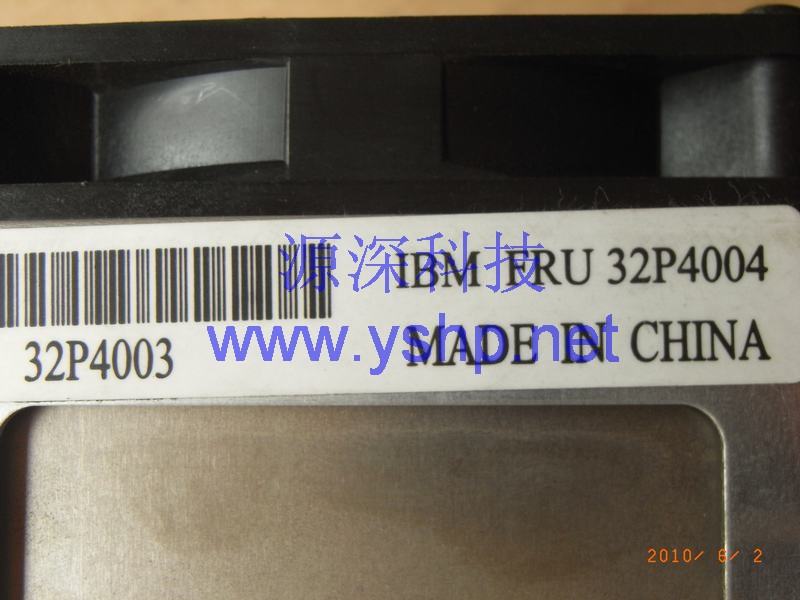 源深科技
IBM FRU 32P4004
www.yshp.net
32P4003
MADE IN CHINA
2010/ 6/ 2